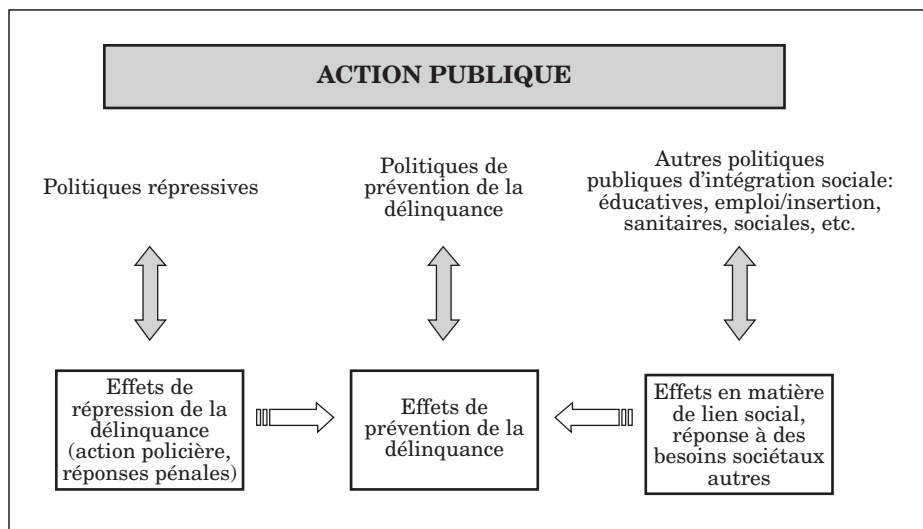 ACTION PUBLIQUE
Politiques répressives
Politiques de
prévention de la
délinquance
Autres politiques
publiques d'intégration sociale:
éducatives, emploi/insertion,
sanitaires, sociales, etc.
Effets de
répression de la
délinquance
(action policière,
réponses pénales)
Effets de
prévention de la
délinquance
Effets en matière
de lien social,
réponse à des
besoins sociétaux
autres